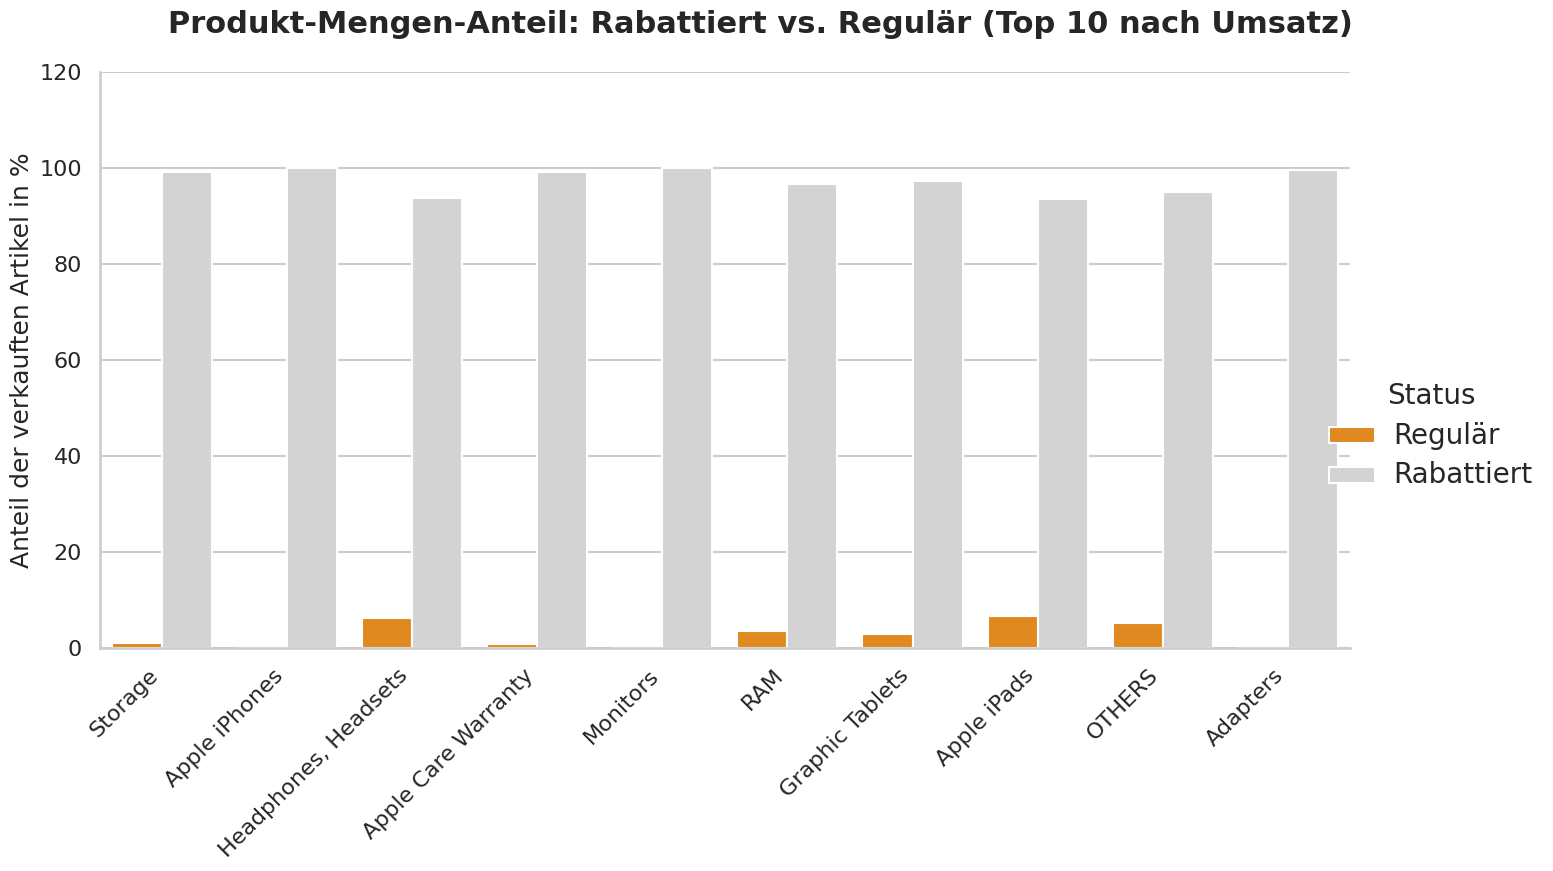 Produkt-Mengen-Anteil: Rabattiert vs. Regulär (Top 10 nach Umsatz)
Anteil der verkauften Artikel in %
120
100
80
60
40
20
0
Storage
Apple iPhones
Headphones, Headsets
Apple Care Warranty
Monitors
RAM
Graphic Tablets
Apple iPads
OTHERS
Adapters
Status
Regulär
Rabattiert